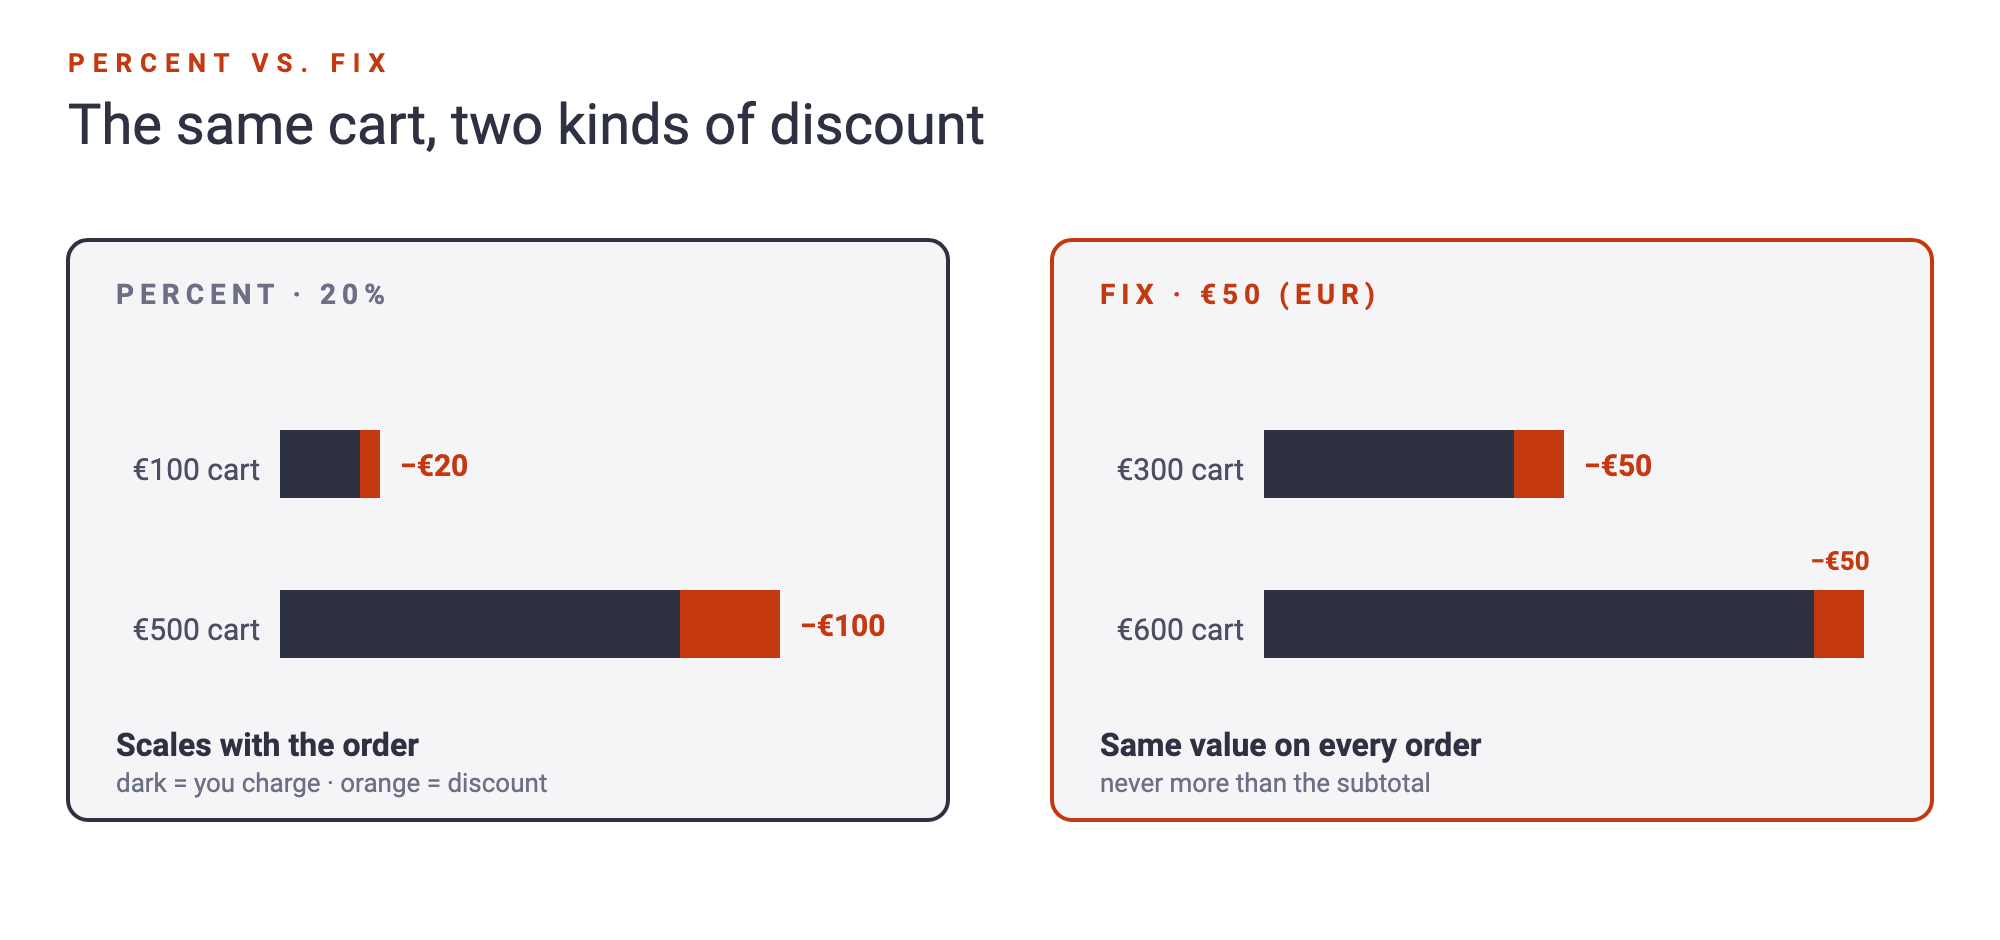 PERCENT VS. FIX
The same cart, two kinds of discount
PERCENT · 20%
€100 cart
−€20
€500 cart
−€100
Scales with the order
dark = you charge · orange = discount
FIX · €50 (EUR)
€300 cart
−€50
−€50
€600 cart
Same value on every order
never more than the subtotal